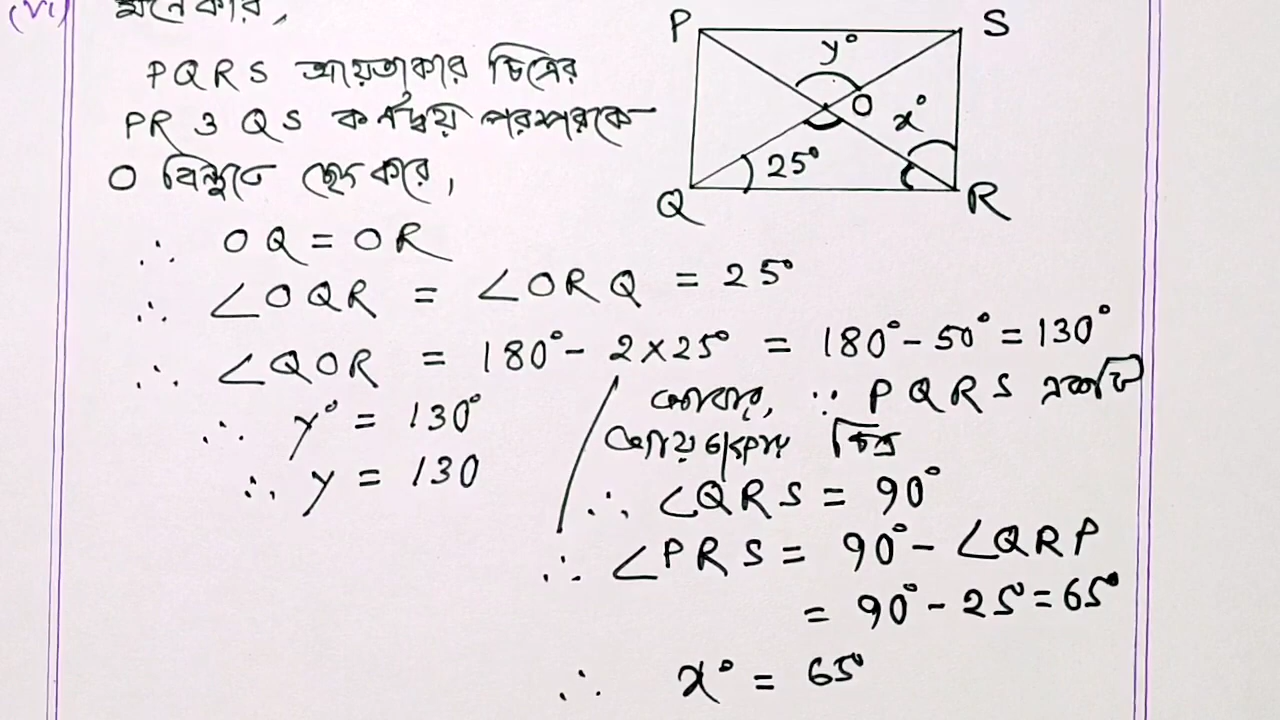 (vi) মনে করি,
PQRS আয়তাকার চিত্রের
PR ও QS কর্ণদ্বয় পরস্পরকে
O বিন্দুতে ছেদ করে,
P S
y° O x°
25°
Q R
∴ OQ = OR
∴ ∠OQR = ∠ORQ = 25°
∴ ∠QOR = 180° - 2×25° = 180° - 50° = 130°
∴ y° = 130°
∴ y = 130
আবার, ∵ PQRS একটি
আয়তাকার চিত্র
∴ ∠QRS = 90°
∴ ∠PRS = 90° - ∠QRP
= 90° - 25° = 65°
∴ x° = 65°